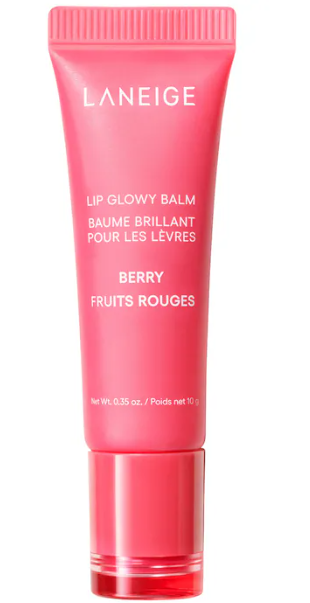 LANEIGE
LIP GLOWY BALM
BAUME BRILLANT
POUR LES LÈVRES
BERRY
FRUITS ROUGES
Net Wt. 0.35 oz. / Poids net 10 g